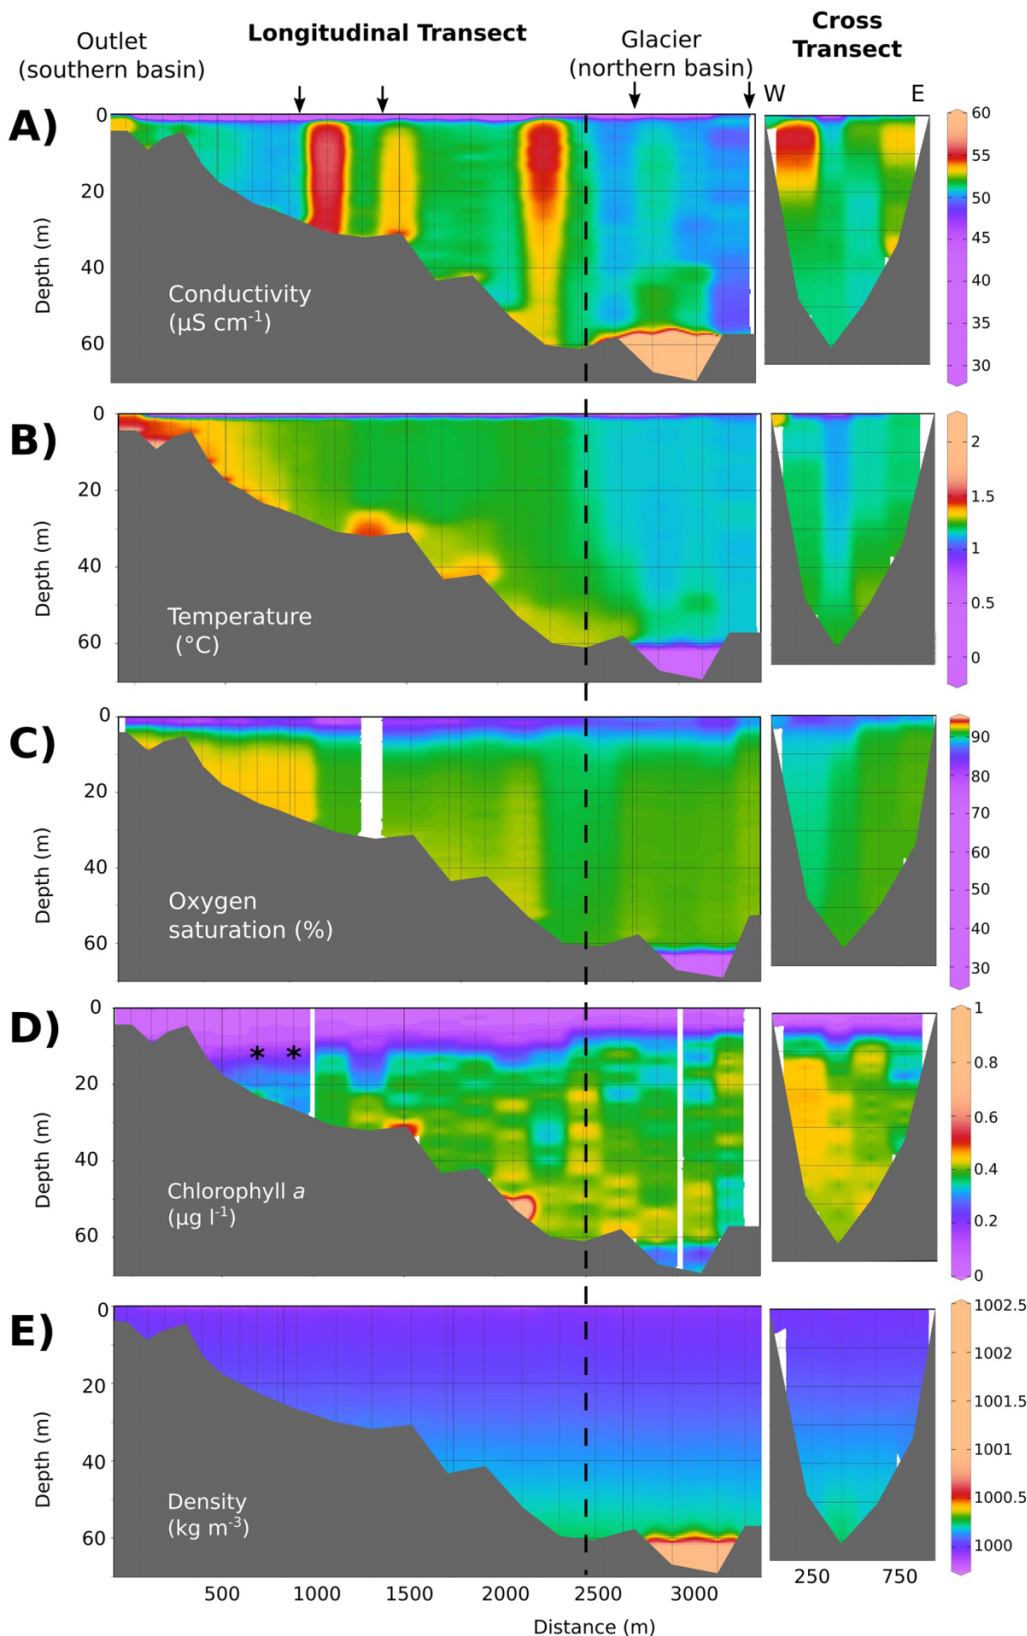 Outlet
(southern basin)
Longitudinal Transect
Glacier
(northern basin)
Cross
Transect
W
E
A)
0
20
40
60
Depth (m)
Conductivity
(µS cm⁻¹)
60
55
50
45
40
35
30
B)
0
20
40
60
Depth (m)
Temperature
(°C)
2
1.5
1
0.5
0
C)
0
20
40
60
Depth (m)
Oxygen
saturation (%)
90
80
70
60
50
40
30
D)
0
20
40
60
Depth (m)
* *
Chlorophyll a
(µg l⁻¹)
1
0.8
0.6
0.4
0.2
0
E)
0
20
40
60
Depth (m)
Density
(kg m⁻³)
1002.5
1002
1001.5
1001
1000.5
1000
500 1000 1500 2000 2500 3000
250 750
Distance (m)